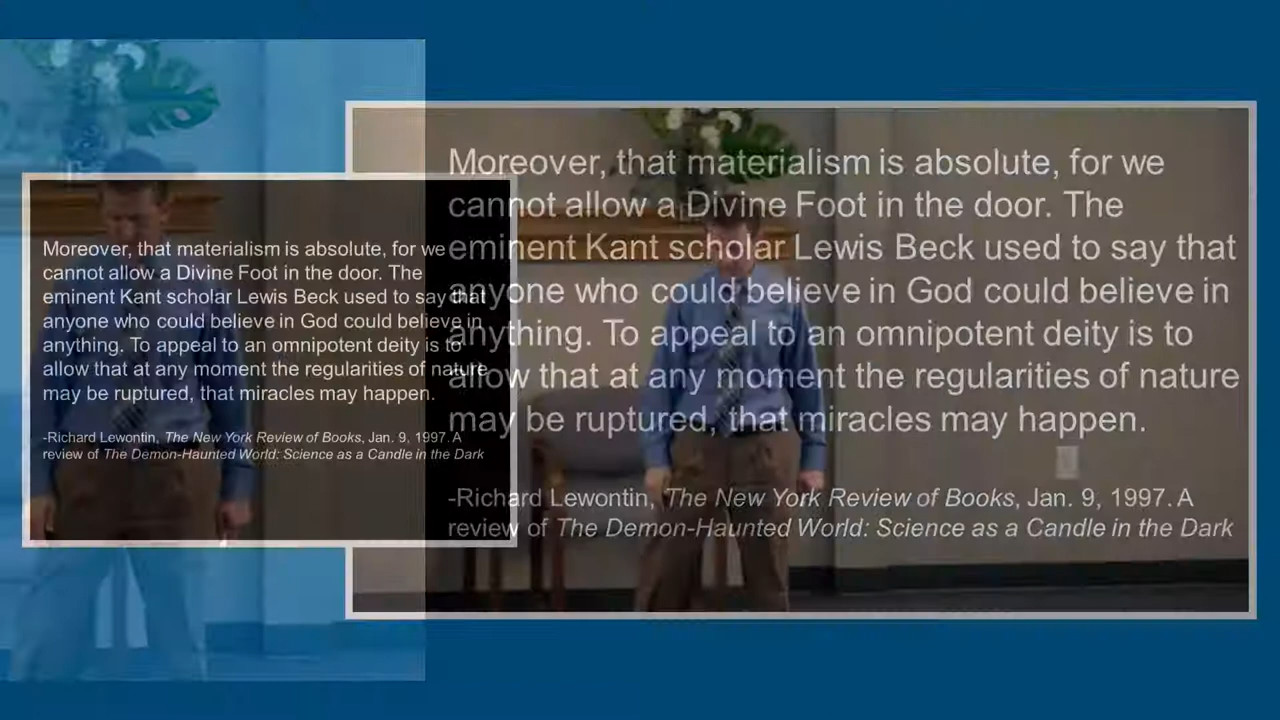 Moreover, that materialism is absolute, for we
cannot allow a Divine Foot in the door. The
eminent Kant scholar Lewis Beck used to say that
anyone who could believe in God could believe in
anything. To appeal to an omnipotent deity is to
allow that at any moment the regularities of nature
may be ruptured, that miracles may happen.
-Richard Lewontin, The New York Review of Books, Jan. 9, 1997. A
review of The Demon-Haunted World: Science as a Candle in the Dark
Moreover, that materialism is absolute, for we
cannot allow a Divine Foot in the door. The
eminent Kant scholar Lewis Beck used to say that
anyone who could believe in God could believe in
anything. To appeal to an omnipotent deity is to
allow that at any moment the regularities of nature
may be ruptured, that miracles may happen.
-Richard Lewontin, The New York Review of Books, Jan. 9, 1997. A
review of The Demon-Haunted World: Science as a Candle in the Dark